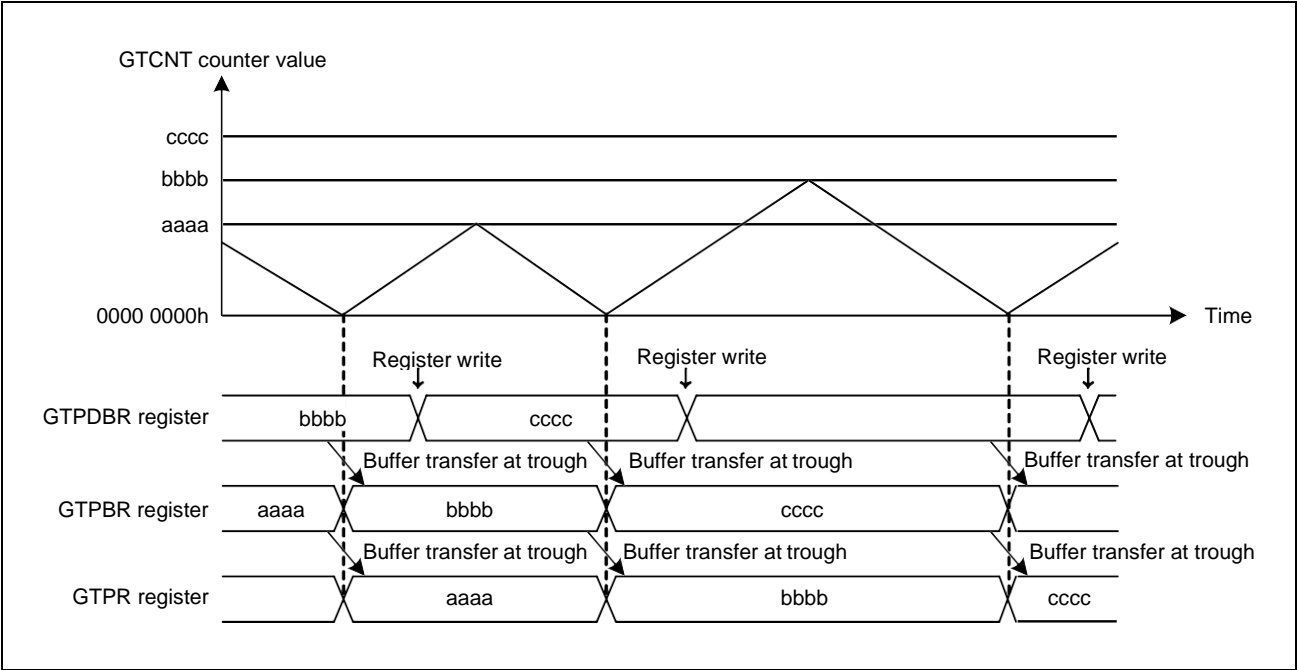 GTCNT counter value
cccc
bbbb
aaaa
0000 0000h
Time
Register write
Register write
Register write
GTPDBR register
bbbb
cccc
Buffer transfer at trough
Buffer transfer at trough
Buffer transfer at trough
GTPBR register
aaaa
bbbb
cccc
Buffer transfer at trough
Buffer transfer at trough
Buffer transfer at trough
GTPR register
aaaa
bbbb
cccc